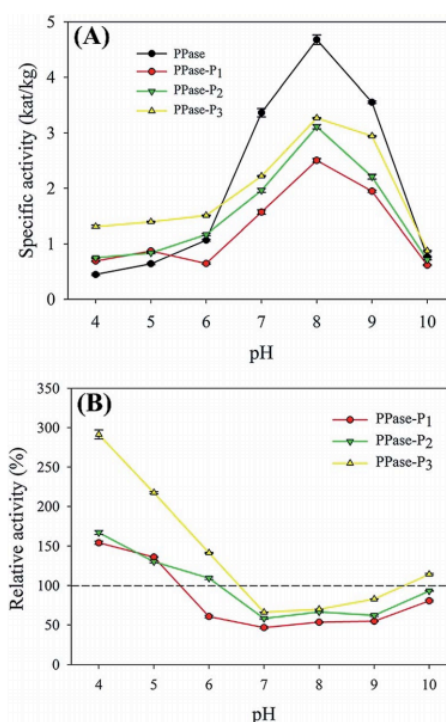 (A)
PPase
PPase-P1
PPase-P2
PPase-P3
Specific activity (kat/kg)
5
4
3
2
1
0
4 5 6 7 8 9 10
pH
(B)
PPase-P1
PPase-P2
PPase-P3
Relative activity (%)
350
300
250
200
150
100
50
0
4 5 6 7 8 9 10
pH